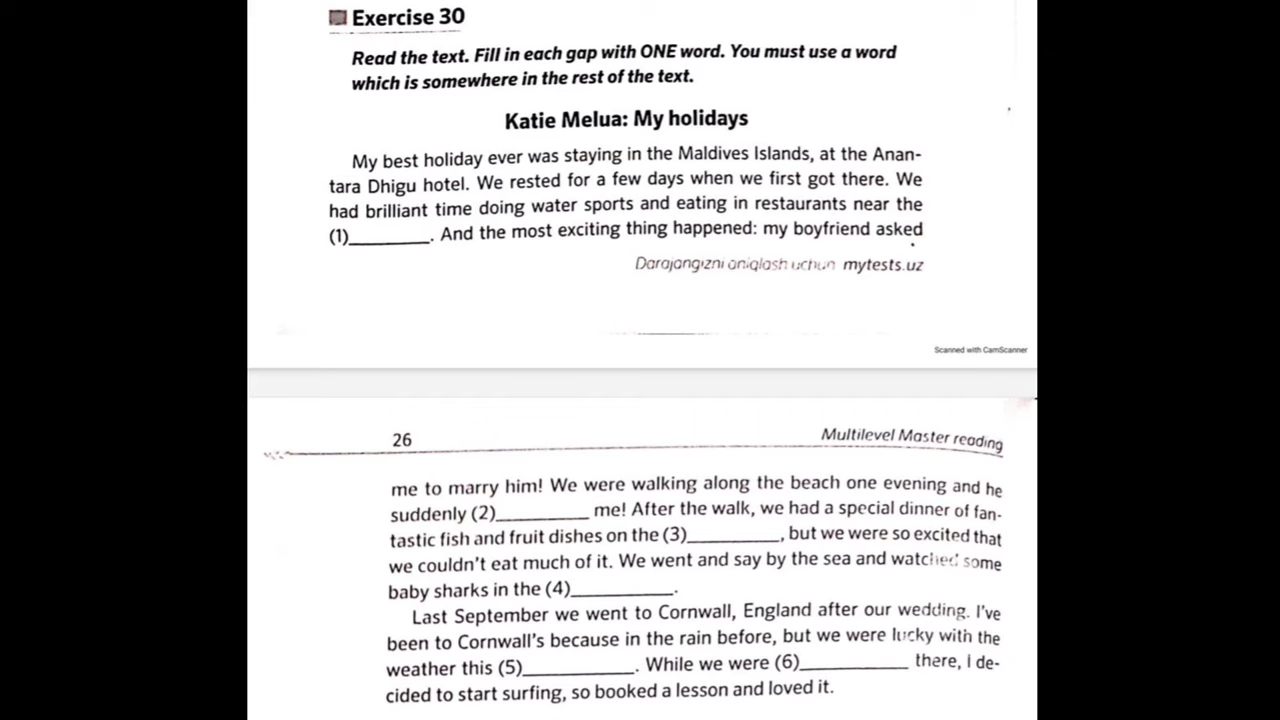 Exercise 30
Read the text. Fill in each gap with ONE word. You must use a word
which is somewhere in the rest of the text.
Katie Melua: My holidays
My best holiday ever was staying in the Maldives Islands, at the Anan-
tara Dhigu hotel. We rested for a few days when we first got there. We
had brilliant time doing water sports and eating in restaurants near the
(1)________. And the most exciting thing happened: my boyfriend asked
Darajangizni aniqlash uchun mytests.uz
Scanned with CamScanner
26 Multilevel Master reading
me to marry him! We were walking along the beach one evening and he
suddenly (2)_________ me! After the walk, we had a special dinner of fan-
tastic fish and fruit dishes on the (3)_________, but we were so excited that
we couldn't eat much of it. We went and say by the sea and watched some
baby sharks in the (4)__________.
Last September we went to Cornwall, England after our wedding. I've
been to Cornwall's because in the rain before, but we were lucky with the
weather this (5)__________. While we were (6)__________ there, I de-
cided to start surfing, so booked a lesson and loved it.